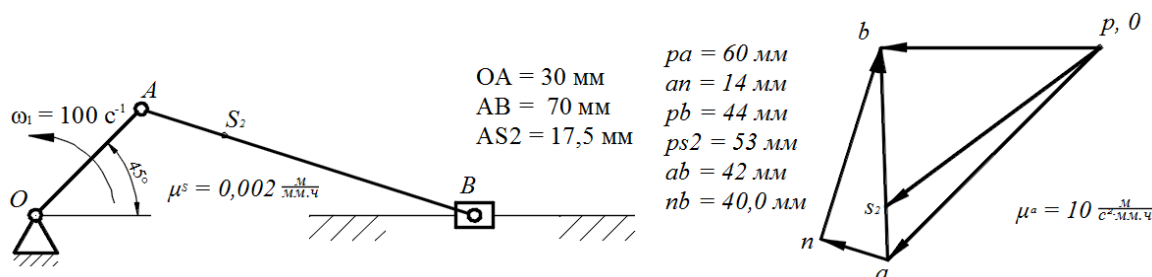 ω₁ = 100 с⁻¹
A
S₂
O
45°
B
μˢ = 0,002 м/мм.ч
OA = 30 мм
AB = 70 мм
AS2 = 17,5 мм
pa = 60 мм
an = 14 мм
pb = 44 мм
ps2 = 53 мм
ab = 42 мм
nb = 40,0 мм
b
p, 0
s₂
n
a
μᵃ = 10 м/с²·мм.ч